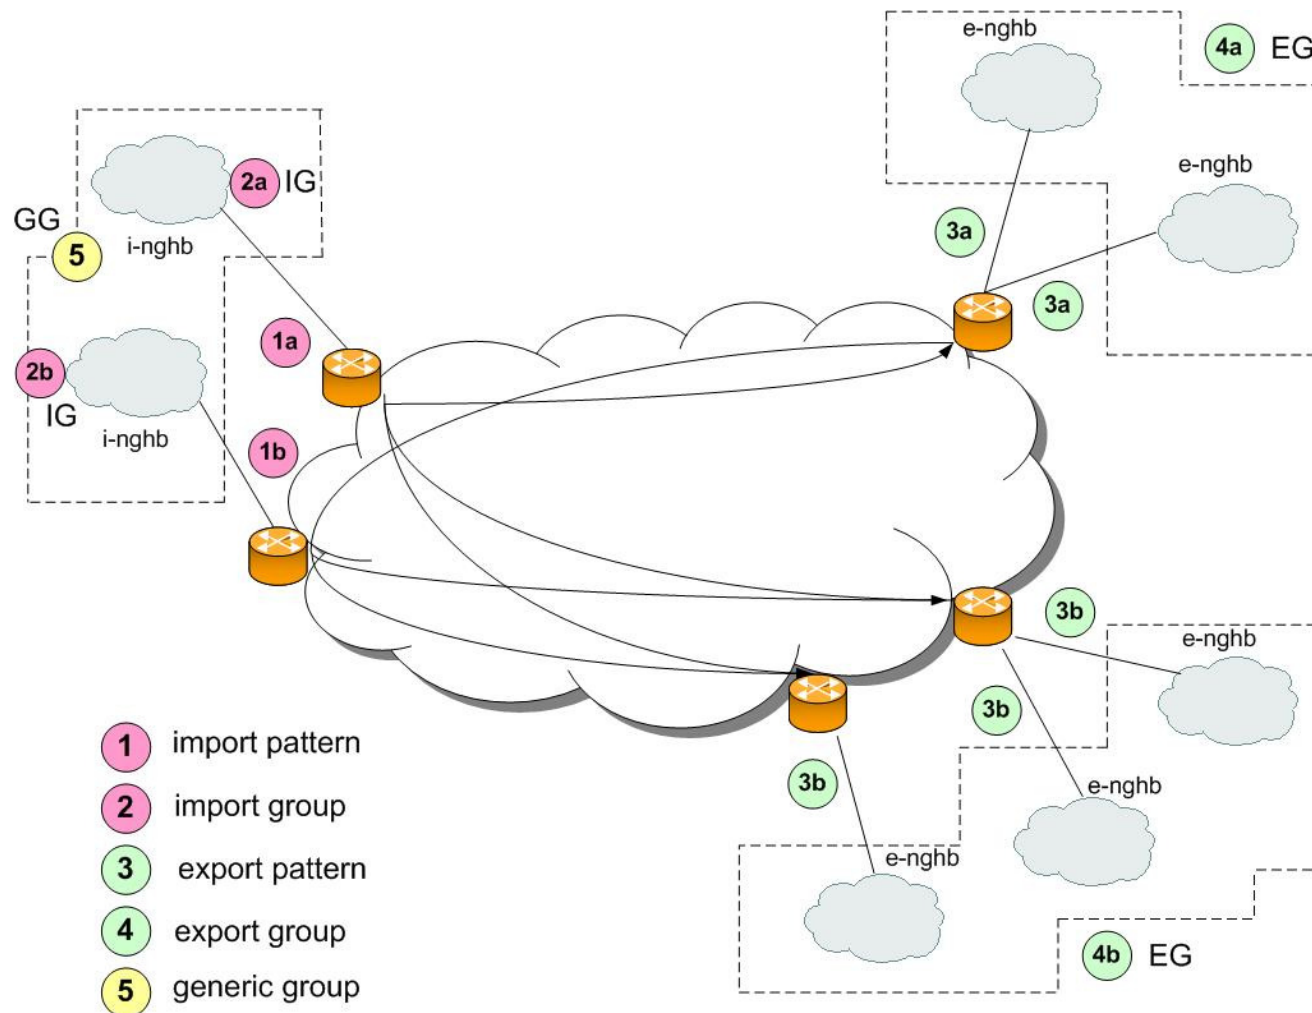 e-nghb
4a EG
2a IG
e-nghb
GG
3a
i-nghb
5
3a
1a
2b
IG
i-nghb
1b
3b
e-nghb
3b
1 import pattern
3b
e-nghb
2 import group
e-nghb
3 export pattern
4 export group
4b EG
5 generic group